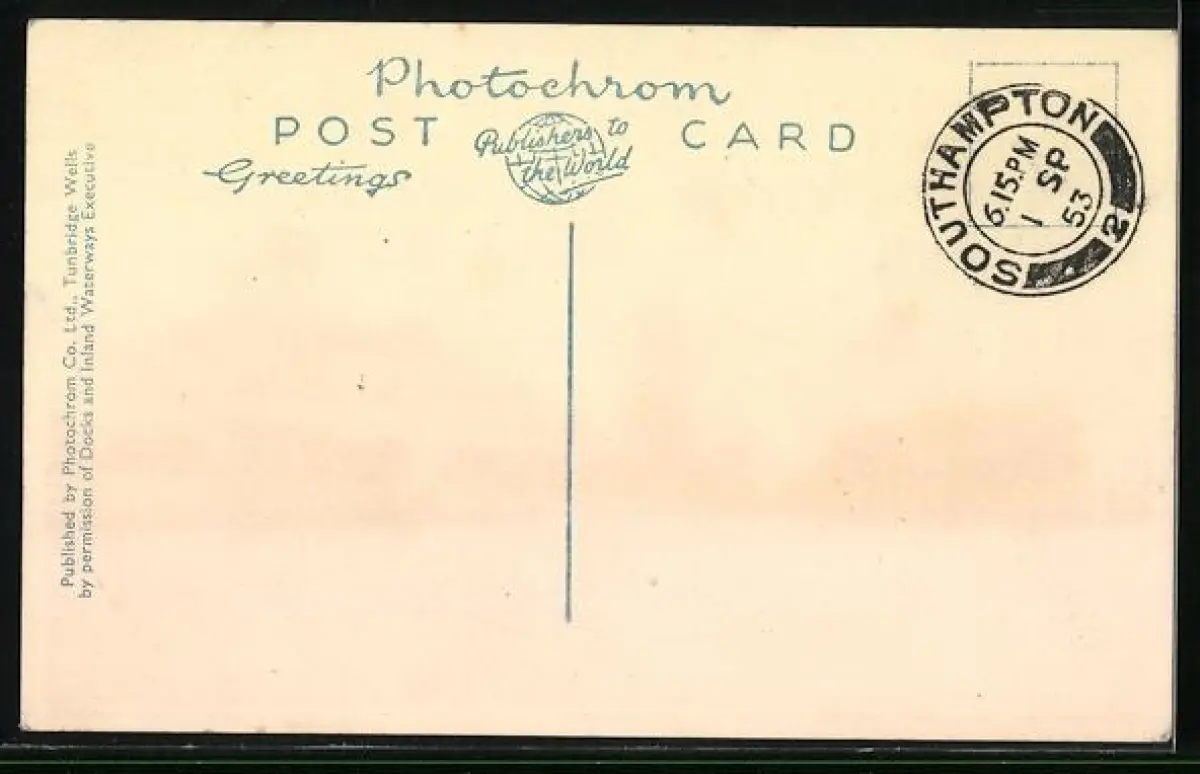 Photochrom
POST CARD
Publishers to
the World
Greetings
SOUTHAMPTON
6.15 PM
1 SP
53
2
Published by Photochrom Co. Ltd., Tunbridge Wells
by permission of Docks and Inland Waterways Executive